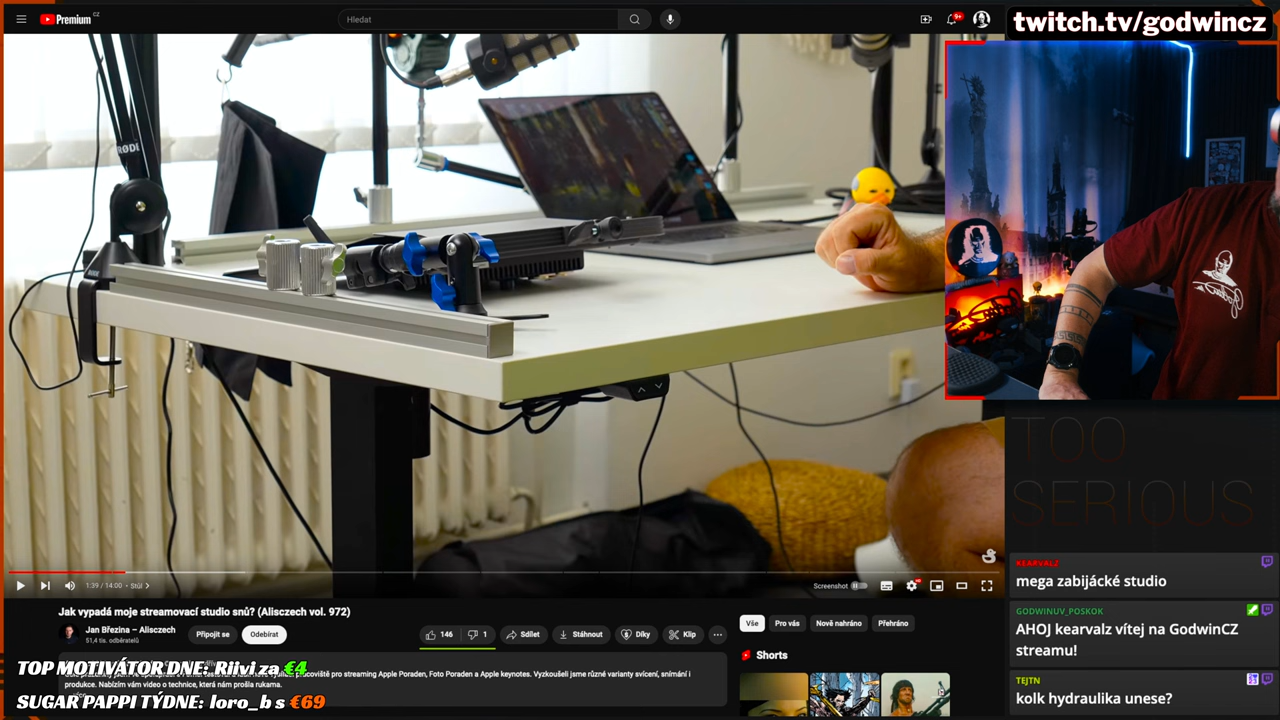 Premium CZ
Hledat
9+
twitch.tv/godwincz
RØDE
RØDE
1:39 / 14:00 • Stůl
Screenshot
Jak vypadá moje streamovací studio snů? (Alisczech vol. 972)
Jan Březina – Alisczech
51,4 tis. odběratelů
Připojit se
Odebírat
146
1
Sdílet
Stáhnout
Díky
Klip
Vše
Pro vás
Nově nahráno
Přehráno
Shorts
pro streaming Apple Poraden, Foto Poraden a Apple keynotes. Vyzkoušeli jsme různé varianty svícení, snímání i
produkce. Nabízím vám video o technice, která nám prošla rukama.
TOP MOTIVÁTOR DNE: Riivi za €4
SUGAR PAPPI TÝDNE: loro_b s €69
TOO
SERIOUS
KEARVALZ
mega zabijácké studio
GODWINUV_POSKOK
AHOJ kearvalz vítej na GodwinCZ
streamu!
TEJTN
kolk hydraulika unese?